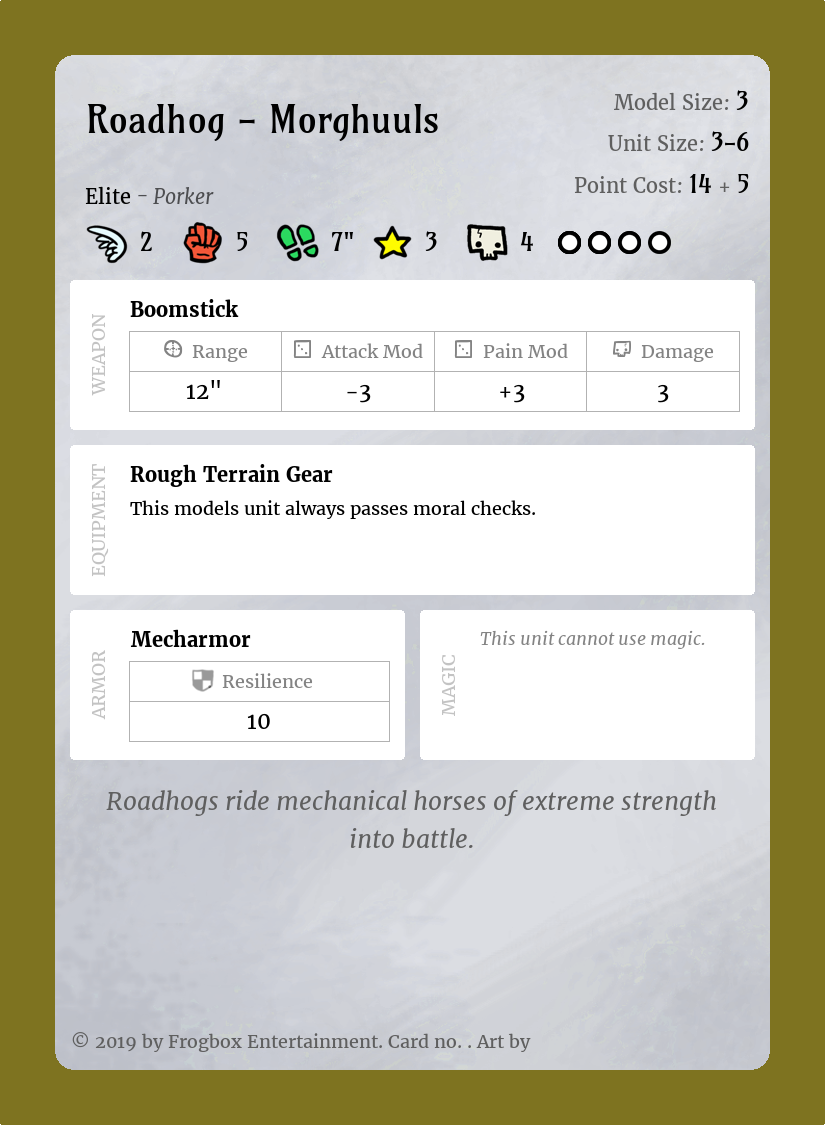 Roadhog - Morghuuls
Model Size: 3
Unit Size: 3-6
Point Cost: 14 + 5
Elite - Porker
2 5 7" 3 4
WEAPON
Boomstick
Range Attack Mod Pain Mod Damage
12" -3 +3 3
EQUIPMENT
Rough Terrain Gear
This models unit always passes moral checks.
ARMOR
Mecharmor
Resilience
10
MAGIC
This unit cannot use magic.
Roadhogs ride mechanical horses of extreme strength
into battle.
© 2019 by Frogbox Entertainment. Card no. . Art by